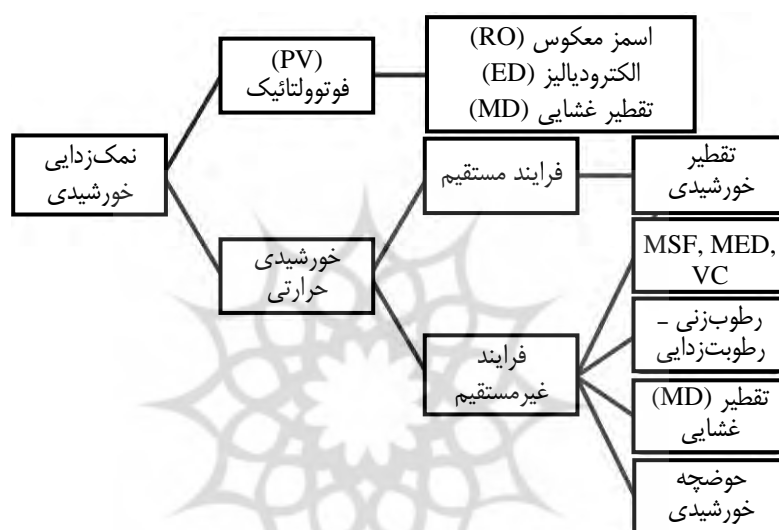 نمک‌زدایی
خورشیدی
(PV)
فوتوولتائیک
اسمز معکوس (RO)
الکترودیالیز (ED)
تقطیر غشایی (MD)
خورشیدی
حرارتی
فرایند مستقیم
تقطیر
خورشیدی
فرایند
غیرمستقیم
MSF, MED,
VC
رطوب‌زنی –
رطوبت‌زدایی
تقطیر (MD)
غشایی
حوضچه
خورشیدی